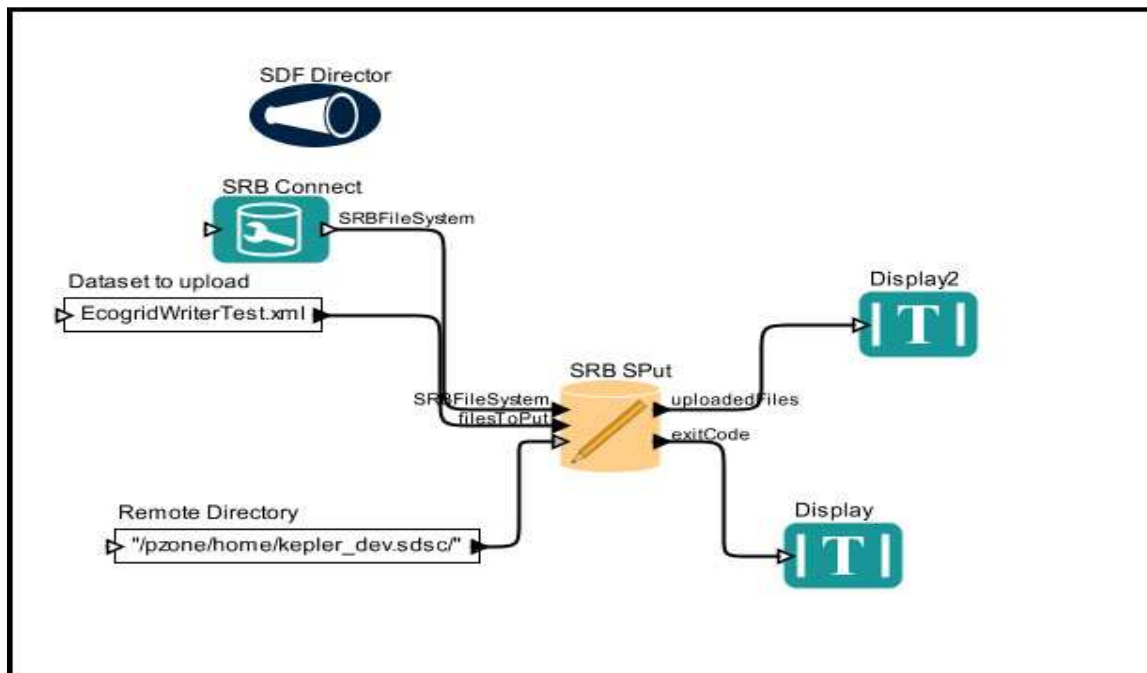 SDF Director
SRB Connect
SRBFileSystem
Dataset to upload
EcogridWriterTest.xml
Display2
T
SRB SPut
SRBFileSystem
uploadedFiles
filesToPut
exitCode
Remote Directory
"/pzone/home/kepler_dev.sdsc/"
Display
T